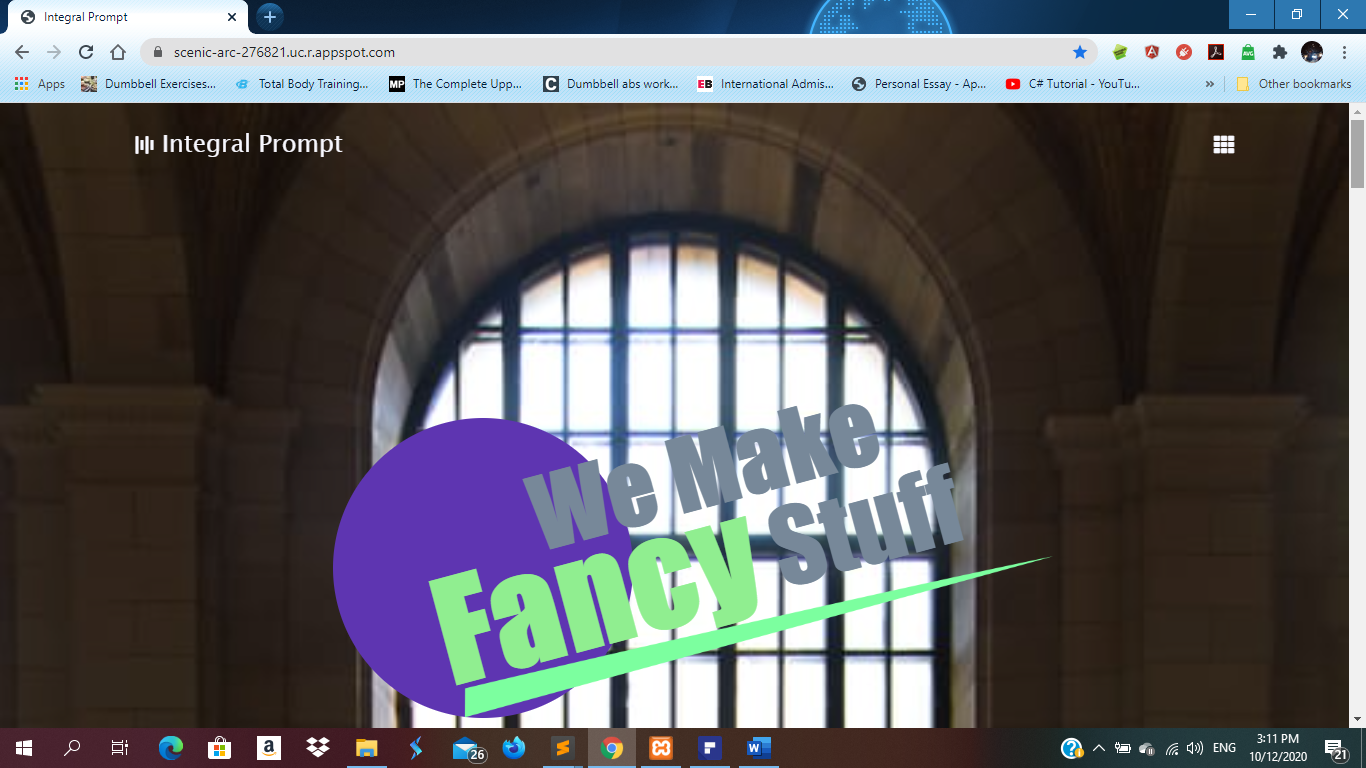 Integral Prompt
scenic-arc-276821.uc.r.appspot.com
Apps
Dumbbell Exercises...
Total Body Training...
MP
The Complete Upp...
C
Dumbbell abs work...
EB
International Admis...
Personal Essay - Ap...
C# Tutorial - YouTu...
»
Other bookmarks
AVG
Integral Prompt
We Make
Fancy Stuff
26
ENG
3:11 PM
10/12/2020
21